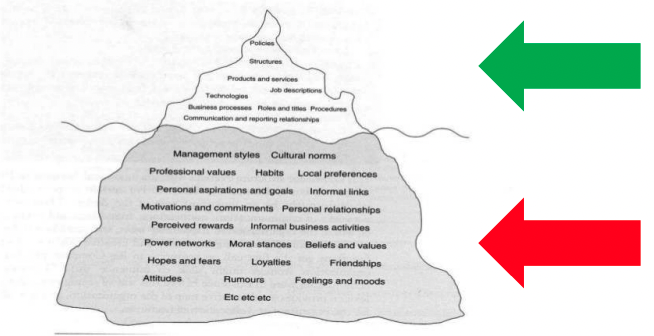 Policies
Structures
Products and services
Job descriptions
Technologies
Business processes Roles and titles Procedures
Communication and reporting relationships
Management styles Cultural norms
Professional values Habits Local preferences
Personal aspirations and goals Informal links
Motivations and commitments Personal relationships
Perceived rewards Informal business activities
Power networks Moral stances Beliefs and values
Hopes and fears Loyalties Friendships
Attitudes Rumours Feelings and moods
Etc etc etc